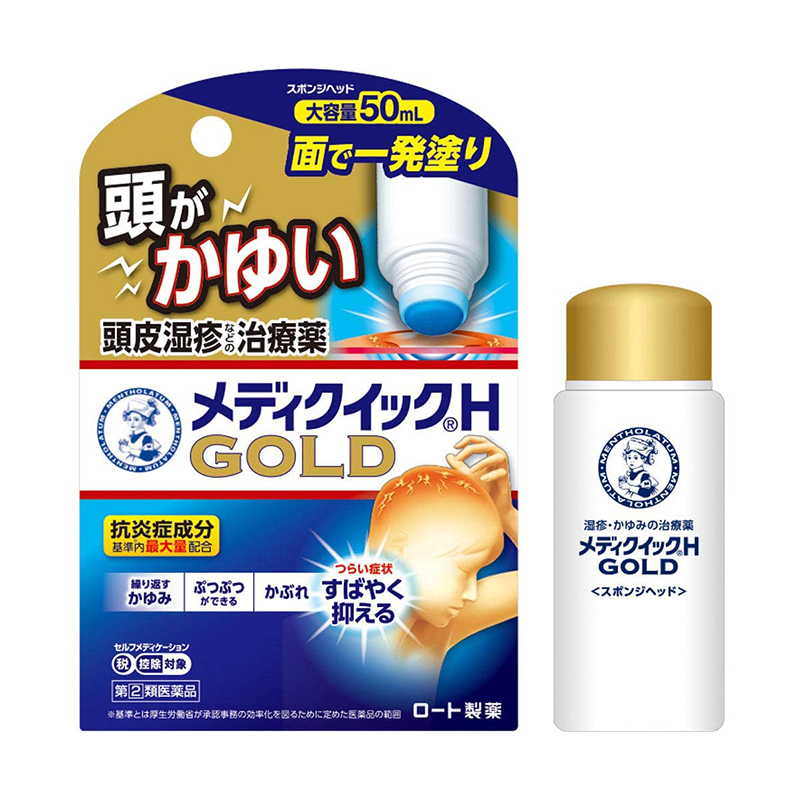 スポンジヘッド
大容量50mL
面で一発塗り
頭が
かゆい
頭皮湿疹などの治療薬
MENTHOLATUM・MENTHOLATUM・MENTHOLATUM
メディクイック®H
GOLD
抗炎症成分
基準内最大量配合
繰り返す
かゆみ
ぷつぷつ
ができる
かぶれ
つらい症状
すばやく
抑える
セルフメディケーション
税 控除 対象
指定②類医薬品
※基準とは厚生労働省が承認事務の効率化を図るために定めた医薬品の範囲
ロート製薬
MENTHOLATUM・MENTHOLATUM・MENTHOLATUM
湿疹・かゆみの治療薬
メディクイック®H
GOLD
<スポンジヘッド>